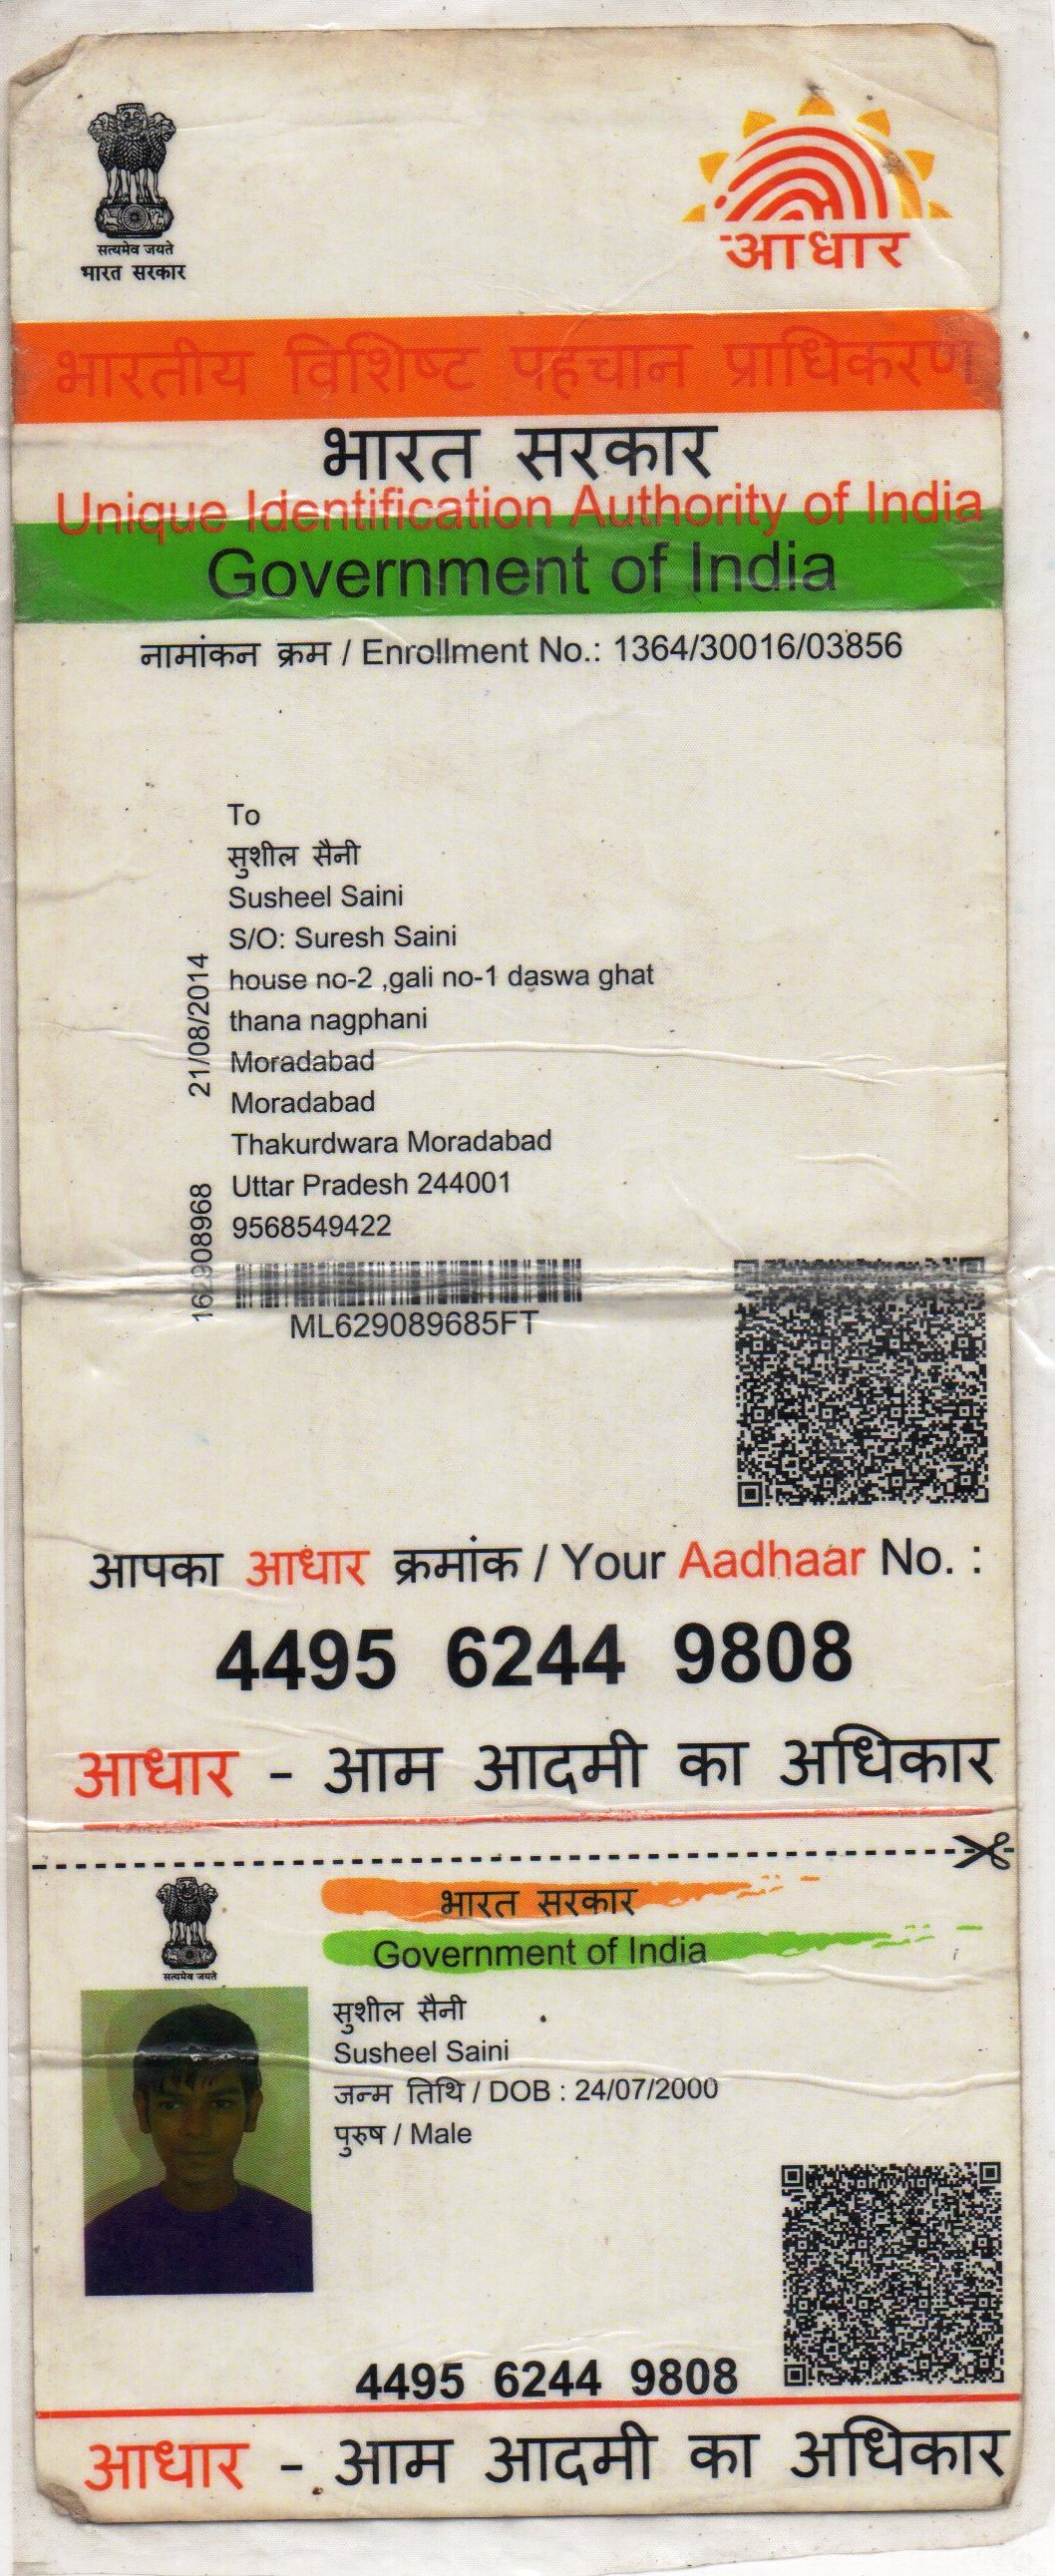 सत्यमेव जयते
भारत सरकार
आधार
भारतीय विशिष्ट पहचान प्राधिकरण
भारत सरकार
Unique Identification Authority of India
Government of India
नामांकन क्रम / Enrollment No.: 1364/30016/03856
To
सुशील सैनी
Susheel Saini
S/O: Suresh Saini
house no-2 ,gali no-1 daswa ghat
thana nagphani
Moradabad
Moradabad
Thakurdwara Moradabad
Uttar Pradesh 244001
9568549422
21/08/2014
ML629089685FT
आपका आधार क्रमांक / Your Aadhaar No. :
4495 6244 9808
आधार - आम आदमी का अधिकार
भारत सरकार
Government of India
सत्यमेव जयते
सुशील सैनी
Susheel Saini
जन्म तिथि / DOB : 24/07/2000
पुरुष / Male
4495 6244 9808
आधार - आम आदमी का अधिकार